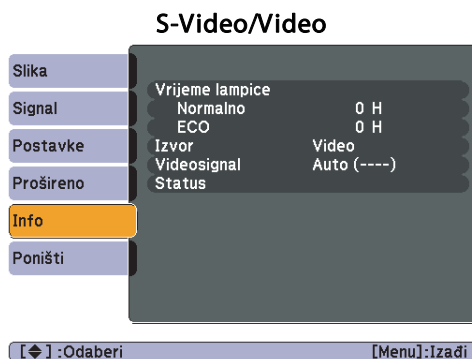 S-Video/Video
Slika
Signal
Postavke
Prošireno
Info
Poništi
Vrijeme lampice
Normalno 0 H
ECO 0 H
Izvor Video
Videosignal Auto (----)
Status
[◆] :Odaberi [Menu]:Izađi